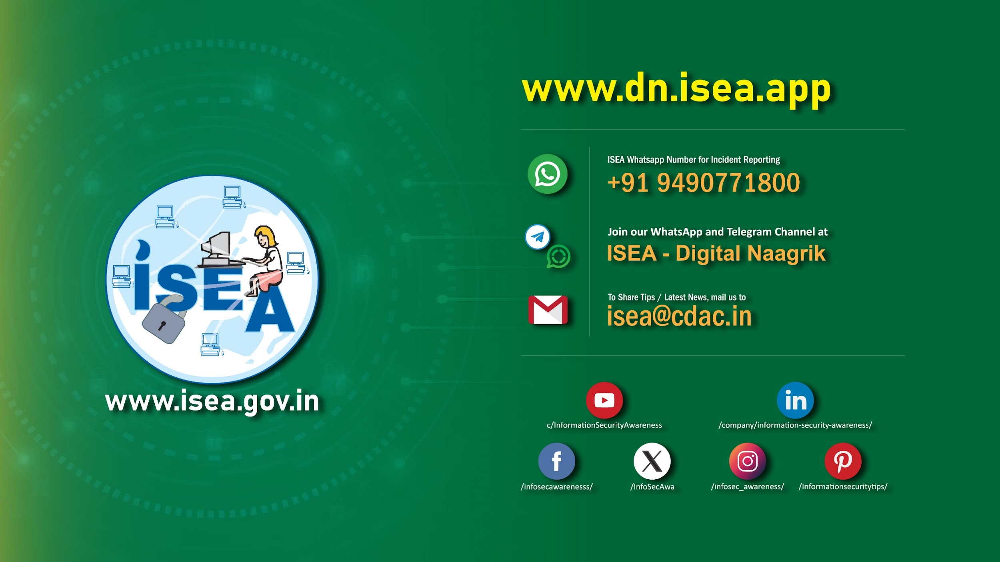 iSEA
www.isea.gov.in
www.dn.isea.app
ISEA Whatsapp Number for Incident Reporting
+91 9490771800
Join our WhatsApp and Telegram Channel at
ISEA - Digital Naagrik
To Share Tips / Latest News, mail us to
isea@cdac.in
in
c/InformationSecurityAwareness
/company/information-security-awareness/
/infosecawarenesss/
/InfoSecAwa
/infosec_awareness/
/Informationsecuritytips/